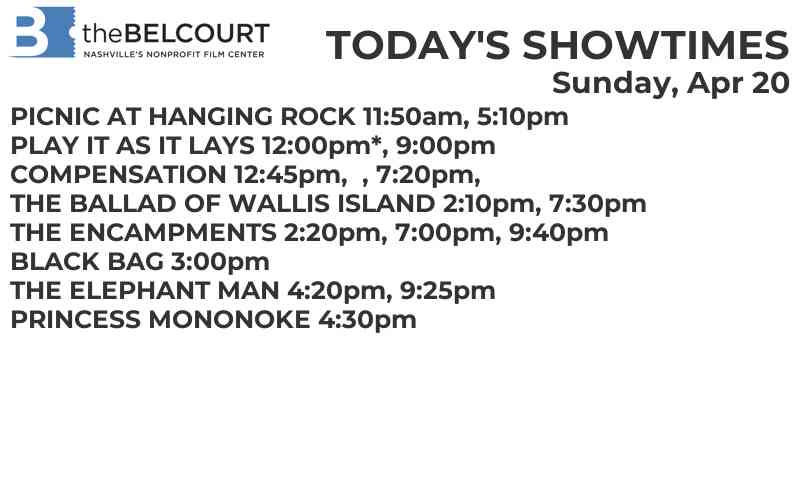 B theBELCOURT
NASHVILLE'S NONPROFIT FILM CENTER
TODAY'S SHOWTIMES
Sunday, Apr 20
PICNIC AT HANGING ROCK 11:50am, 5:10pm
PLAY IT AS IT LAYS 12:00pm*, 9:00pm
COMPENSATION 12:45pm,  , 7:20pm,
THE BALLAD OF WALLIS ISLAND 2:10pm, 7:30pm
THE ENCAMPMENTS 2:20pm, 7:00pm, 9:40pm
BLACK BAG 3:00pm
THE ELEPHANT MAN 4:20pm, 9:25pm
PRINCESS MONONOKE 4:30pm